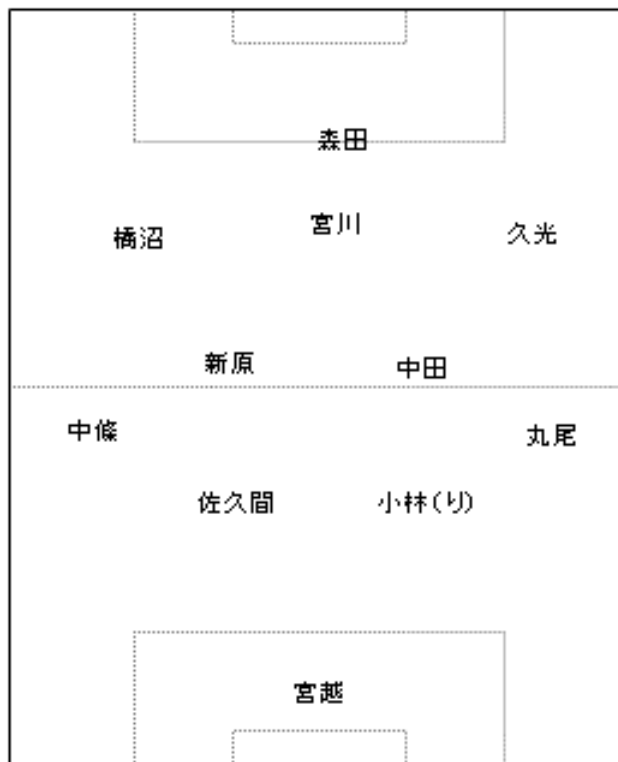 森田
橋沼 宮川 久光
新原 中田
中條 丸尾
佐久間 小林(り)
宮越